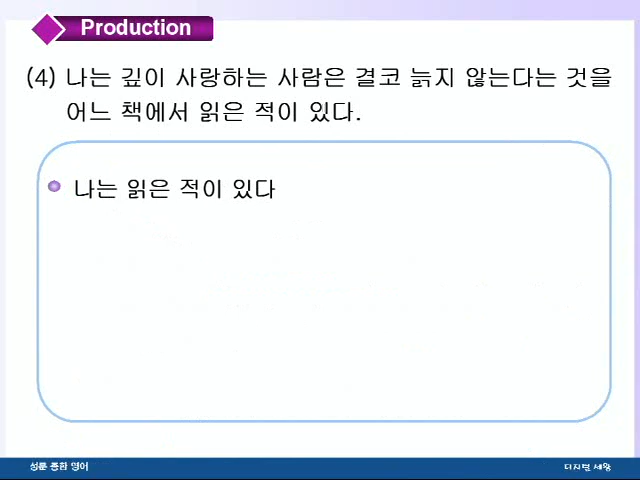 Production
(4) 나는 깊이 사랑하는 사람은 결코 늙지 않는다는 것을
어느 책에서 읽은 적이 있다.
나는 읽은 적이 있다
성문 종합 영어
디지털 세왕